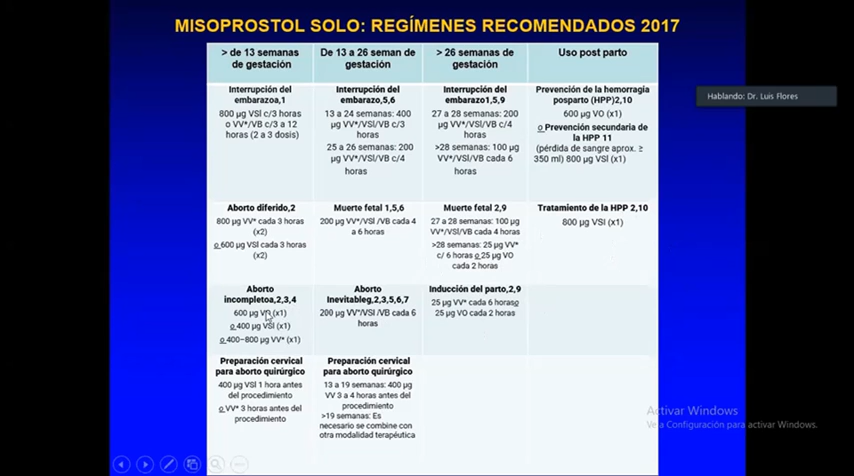 MISOPROSTOL SOLO: REGÍMENES RECOMENDADOS 2017
> de 13 semanas
de gestación
De 13 a 26 seman de
gestación
> 26 semanas de
gestación
Uso post parto
Interrupción del
embarazoa,1
800 µg VSl c/3 horas
o VV*/VB c/3 a 12
horas (2 a 3 dosis)
Interrupción del
embarazo,5,6
13 a 24 semanas: 400
µg VV*/VSl/VB c/3
horas
25 a 26 semanas: 200
µg VV*/VSl/VB c/4
horas
Interrupción del
embarazo1,5,9
27 a 28 semanas: 200
µg VV*/VSl/VB c/4
horas
>28 semanas: 100 µg
VV*/VSl/VB cada 6
horas
Prevención de la hemorragia
posparto (HPP)2,10
600 µg VO (x1)
o Prevención secundaria de
la HPP 11
(pérdida de sangre aprox. ≥
350 ml) 800 µg VSl (x1)
Aborto diferido,2
800 µg VV* cada 3 horas
(x2)
o 600 µg VSl cada 3 horas
(x2)
Muerte fetal 1,5,6
200 µg VV*/VSl /VB cada 4
a 6 horas
Muerte fetal 2,9
27 a 28 semanas: 100 µg
VV*/VSl/VB cada 4 horas
>28 semanas: 25 µg VV*
c/ 6 horas o 25 µg VO
cada 2 horas
Tratamiento de la HPP 2,10
800 µg VSl (x1)
Aborto
incompletoa,2,3,4
600 µg VO (x1)
o 400 µg VSl (x1)
o 400–800 µg VV* (x1)
Aborto
Inevitableg,2,3,5,6,7
200 µg VV*/VSl /VB cada 6
horas
Inducción del parto,2,9
25 µg VV* cada 6 horaso
25 µg VO cada 2 horas
Preparación cervical
para aborto quirúrgico
400 µg VSl 1 hora antes
del procedimiento
o VV* 3 horas antes del
procedimiento
Preparación cervical
para aborto quirúrgico
13 a 19 semanas: 400 µg
VV 3 a 4 horas antes del
procedimiento
>19 semanas: Es
necesario se combine con
otra modalidad terapéutica
Hablando: Dr. Luis Flores
Activar Windows
Ve a Configuración para activar Windows.